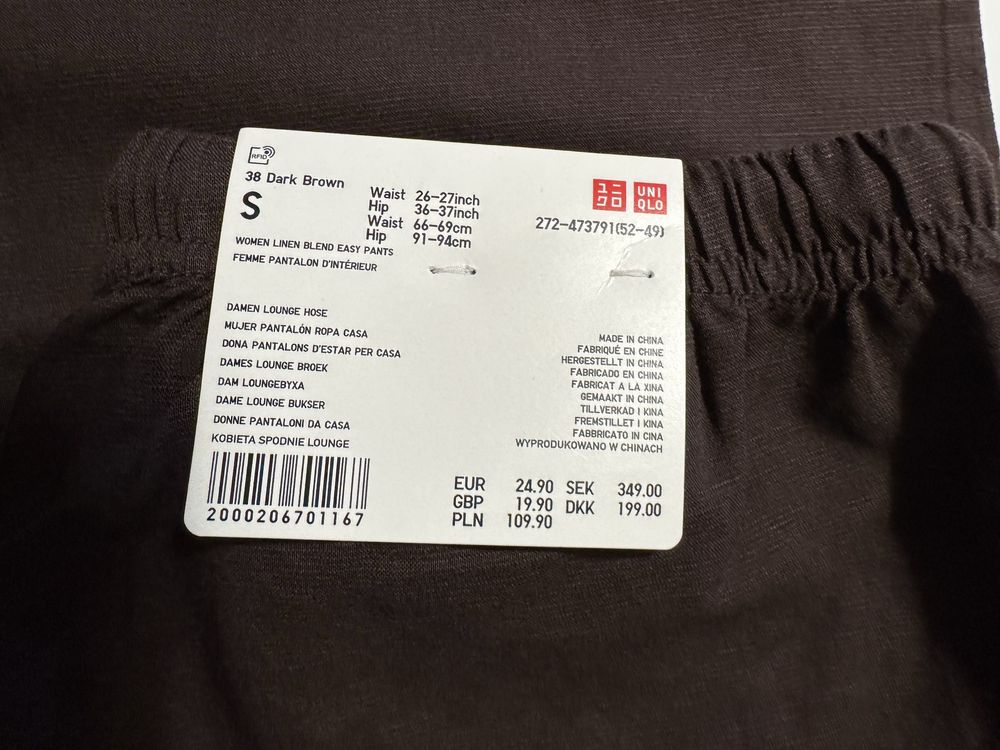 RFID
38 Dark Brown
S
Waist 26-27inch
Hip 36-37inch
Waist 66-69cm
Hip 91-94cm
ユニ
クロ
UNI
QLO
272-473791(52-49)
WOMEN LINEN BLEND EASY PANTS
FEMME PANTALON D'INTÉRIEUR
DAMEN LOUNGE HOSE
MUJER PANTALÓN ROPA CASA
DONA PANTALONS D'ESTAR PER CASA
DAMES LOUNGE BROEK
DAM LOUNGEBYXA
DAME LOUNGE BUKSER
DONNE PANTALONI DA CASA
KOBIETA SPODNIE LOUNGE
MADE IN CHINA
FABRIQUÉ EN CHINE
HERGESTELLT IN CHINA
FABRICADO EN CHINA
FABRICAT A LA XINA
GEMAAKT IN CHINA
TILLVERKAD I KINA
FREMSTILLET I KINA
FABBRICATO IN CINA
WYPRODUKOWANO W CHINACH
2000206701167
EUR 24.90 SEK 349.00
GBP 19.90 DKK 199.00
PLN 109.90